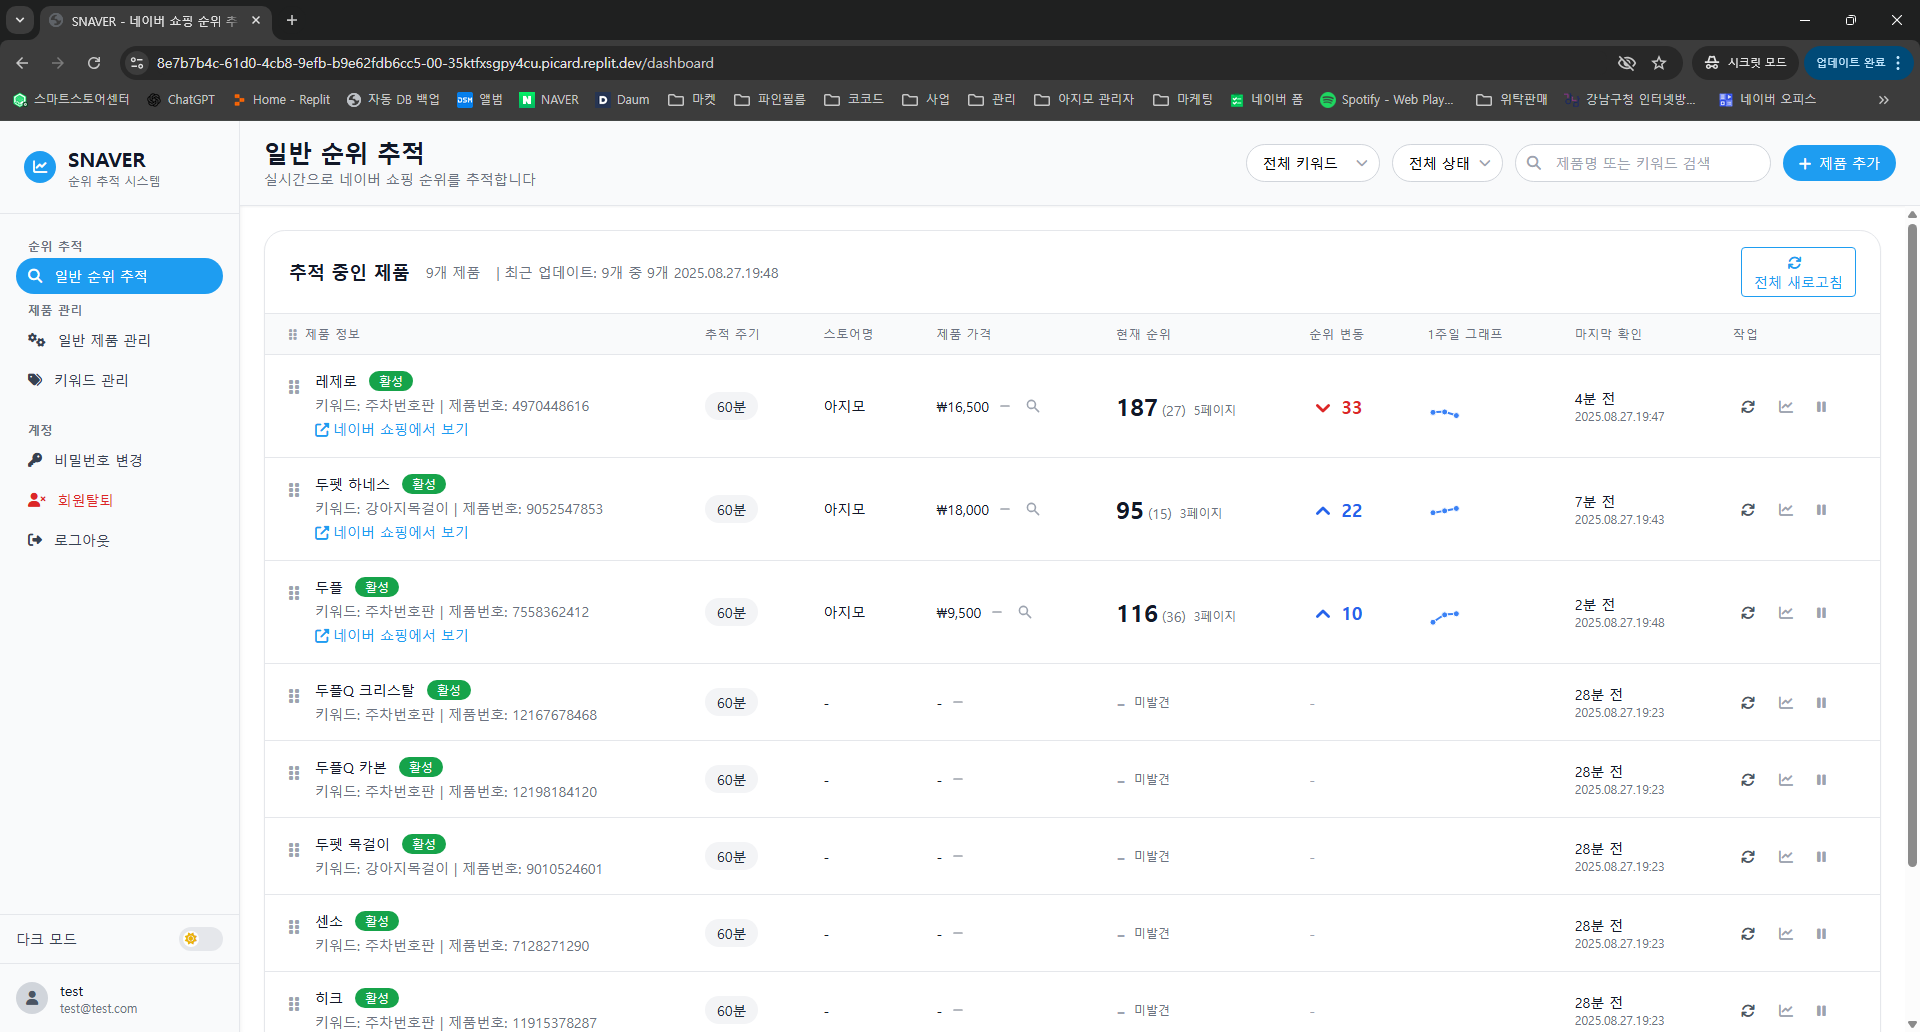 SNAVER - 네이버 쇼핑 순위 추
8e7b7b4c-61d0-4cb8-9efb-b9e62fdb6cc5-00-35ktfxsgpy4cu.picard.replit.dev/dashboard
시크릿 모드
업데이트 완료
스마트스토어센터 ChatGPT Home - Replit 자동 DB 백업 앨범 NAVER Daum 마켓 파인필름 코코드 사업 관리 아지모 관리자 마케팅 네이버 폼 Spotify - Web Play... 위탁판매 강남구청 인터넷방... 네이버 오피스
SNAVER
순위 추적 시스템
순위 추적
일반 순위 추적
제품 관리
일반 제품 관리
키워드 관리
계정
비밀번호 변경
회원탈퇴
로그아웃
다크 모드
test
test@test.com
일반 순위 추적
실시간으로 네이버 쇼핑 순위를 추적합니다
전체 키워드
전체 상태
제품명 또는 키워드 검색
+ 제품 추가
추적 중인 제품 9개 제품 | 최근 업데이트: 9개 중 9개 2025.08.27.19:48
전체 새로고침
제품 정보 추적 주기 스토어명 제품 가격 현재 순위 순위 변동 1주일 그래프 마지막 확인 작업
레제로 활성
키워드: 주차번호판 | 제품번호: 4970448616
네이버 쇼핑에서 보기
60분 아지모 ₩16,500 187 (27) 5페이지 33
4분 전
2025.08.27.19:47
두펫 하네스 활성
키워드: 강아지목걸이 | 제품번호: 9052547853
네이버 쇼핑에서 보기
60분 아지모 ₩18,000 95 (15) 3페이지 22
7분 전
2025.08.27.19:43
두플 활성
키워드: 주차번호판 | 제품번호: 7558362412
네이버 쇼핑에서 보기
60분 아지모 ₩9,500 116 (36) 3페이지 10
2분 전
2025.08.27.19:48
두플Q 크리스탈 활성
키워드: 주차번호판 | 제품번호: 12167678468
60분 - - – 미발견 -
28분 전
2025.08.27.19:23
두플Q 카본 활성
키워드: 주차번호판 | 제품번호: 12198184120
60분 - - – 미발견 -
28분 전
2025.08.27.19:23
두펫 목걸이 활성
키워드: 강아지목걸이 | 제품번호: 9010524601
60분 - - – 미발견 -
28분 전
2025.08.27.19:23
센소 활성
키워드: 주차번호판 | 제품번호: 7128271290
60분 - - – 미발견 -
28분 전
2025.08.27.19:23
히크 활성
키워드: 주차번호판 | 제품번호: 11915378287
60분 - - – 미발견 -
28분 전
2025.08.27.19:23